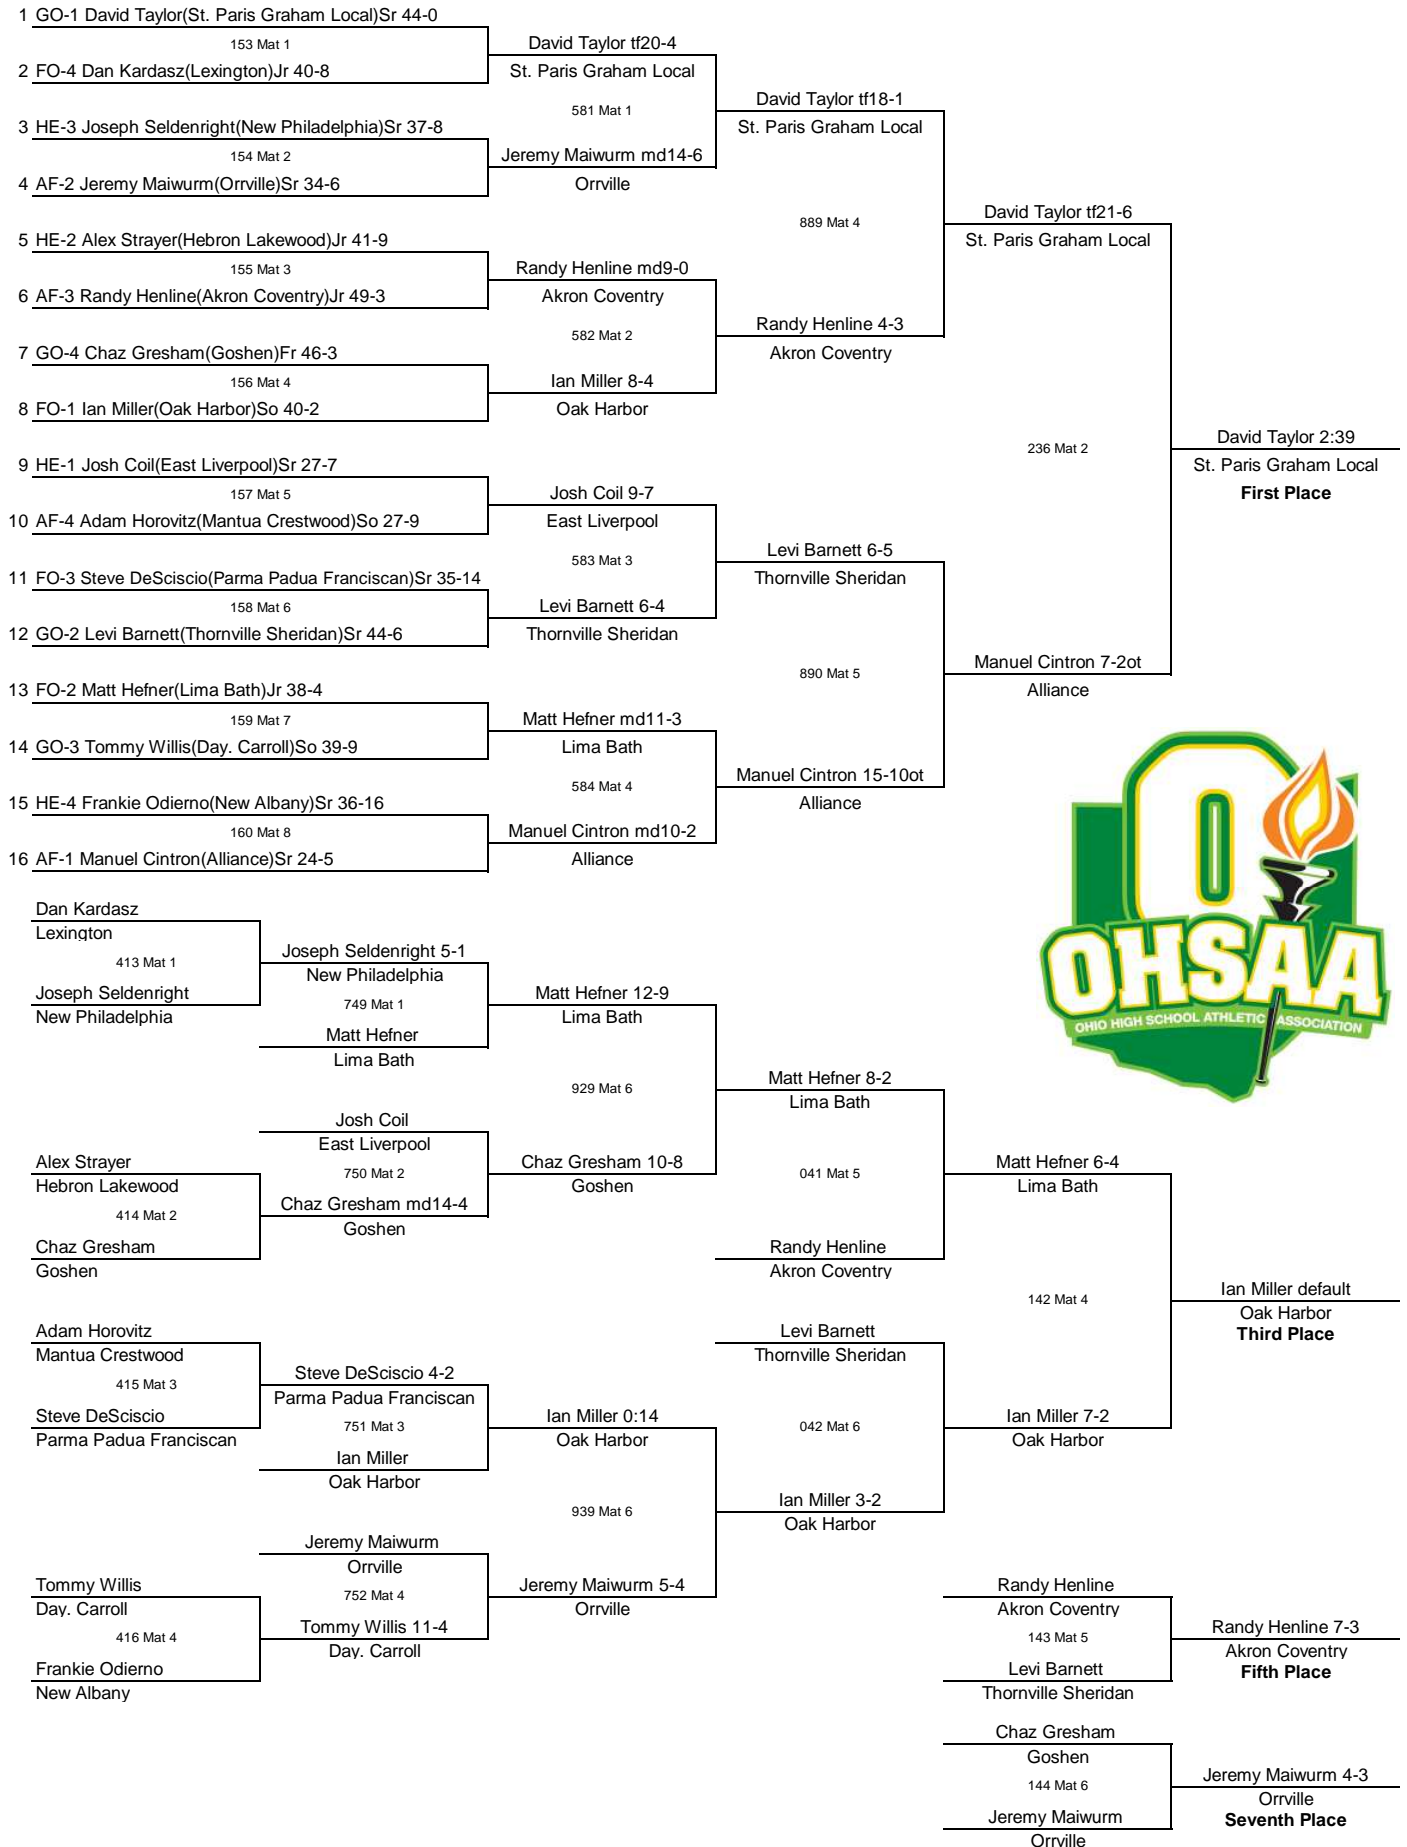 1 GO-1 David Taylor(St. Paris Graham Local)Sr 44-0
153 Mat 1
2 FO-4 Dan Kardasz(Lexington)Jr 40-8
David Taylor tf20-4
St. Paris Graham Local
581 Mat 1
3 HE-3 Joseph Seldenright(New Philadelphia)Sr 37-8
154 Mat 2
4 AF-2 Jeremy Maiwurm(Orrville)Sr 34-6
Jeremy Maiwurm md14-6
Orrville
David Taylor tf18-1
St. Paris Graham Local
889 Mat 4
5 HE-2 Alex Strayer(Hebron Lakewood)Jr 41-9
155 Mat 3
6 AF-3 Randy Henline(Akron Coventry)Jr 49-3
Randy Henline md9-0
Akron Coventry
582 Mat 2
7 GO-4 Chaz Gresham(Goshen)Fr 46-3
156 Mat 4
8 FO-1 Ian Miller(Oak Harbor)So 40-2
Ian Miller 8-4
Oak Harbor
Randy Henline 4-3
Akron Coventry
David Taylor tf21-6
St. Paris Graham Local
236 Mat 2
9 HE-1 Josh Coil(East Liverpool)Sr 27-7
157 Mat 5
10 AF-4 Adam Horovitz(Mantua Crestwood)So 27-9
Josh Coil 9-7
East Liverpool
583 Mat 3
11 FO-3 Steve DeSciscio(Parma Padua Franciscan)Sr 35-14
158 Mat 6
12 GO-2 Levi Barnett(Thornville Sheridan)Sr 44-6
Levi Barnett 6-4
Thornville Sheridan
Levi Barnett 6-5
Thornville Sheridan
890 Mat 5
13 FO-2 Matt Hefner(Lima Bath)Jr 38-4
159 Mat 7
14 GO-3 Tommy Willis(Day. Carroll)So 39-9
Matt Hefner md11-3
Lima Bath
584 Mat 4
15 HE-4 Frankie Odierno(New Albany)Sr 36-16
160 Mat 8
16 AF-1 Manuel Cintron(Alliance)Sr 24-5
Manuel Cintron md10-2
Alliance
Manuel Cintron 15-10ot
Alliance
Manuel Cintron 7-2ot
Alliance
David Taylor 2:39
St. Paris Graham Local
First Place
O
OHSAA
OHIO HIGH SCHOOL ATHLETIC ASSOCIATION
Dan Kardasz
Lexington
413 Mat 1
Joseph Seldenright
New Philadelphia
Joseph Seldenright 5-1
New Philadelphia
749 Mat 1
Matt Hefner
Lima Bath
Matt Hefner 12-9
Lima Bath
929 Mat 6
Josh Coil
East Liverpool
750 Mat 2
Alex Strayer
Hebron Lakewood
414 Mat 2
Chaz Gresham
Goshen
Chaz Gresham md14-4
Goshen
Chaz Gresham 10-8
Goshen
Matt Hefner 8-2
Lima Bath
041 Mat 5
Randy Henline
Akron Coventry
Matt Hefner 6-4
Lima Bath
142 Mat 4
Adam Horovitz
Mantua Crestwood
415 Mat 3
Steve DeSciscio
Parma Padua Franciscan
Steve DeSciscio 4-2
Parma Padua Franciscan
751 Mat 3
Ian Miller
Oak Harbor
Ian Miller 0:14
Oak Harbor
939 Mat 6
Jeremy Maiwurm
Orrville
752 Mat 4
Tommy Willis
Day. Carroll
416 Mat 4
Frankie Odierno
New Albany
Tommy Willis 11-4
Day. Carroll
Jeremy Maiwurm 5-4
Orrville
Levi Barnett
Thornville Sheridan
042 Mat 6
Ian Miller 3-2
Oak Harbor
Ian Miller 7-2
Oak Harbor
Ian Miller default
Oak Harbor
Third Place
Randy Henline
Akron Coventry
143 Mat 5
Levi Barnett
Thornville Sheridan
Randy Henline 7-3
Akron Coventry
Fifth Place
Chaz Gresham
Goshen
144 Mat 6
Jeremy Maiwurm
Orrville
Jeremy Maiwurm 4-3
Orrville
Seventh Place